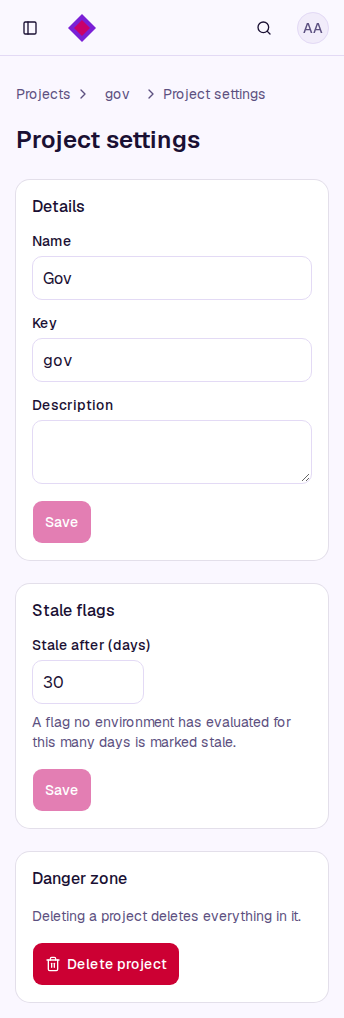 AA
Projects > gov > Project settings
Project settings
Details
Name
Gov
Key
gov
Description
Save
Stale flags
Stale after (days)
30
A flag no environment has evaluated for
this many days is marked stale.
Save
Danger zone
Deleting a project deletes everything in it.
Delete project